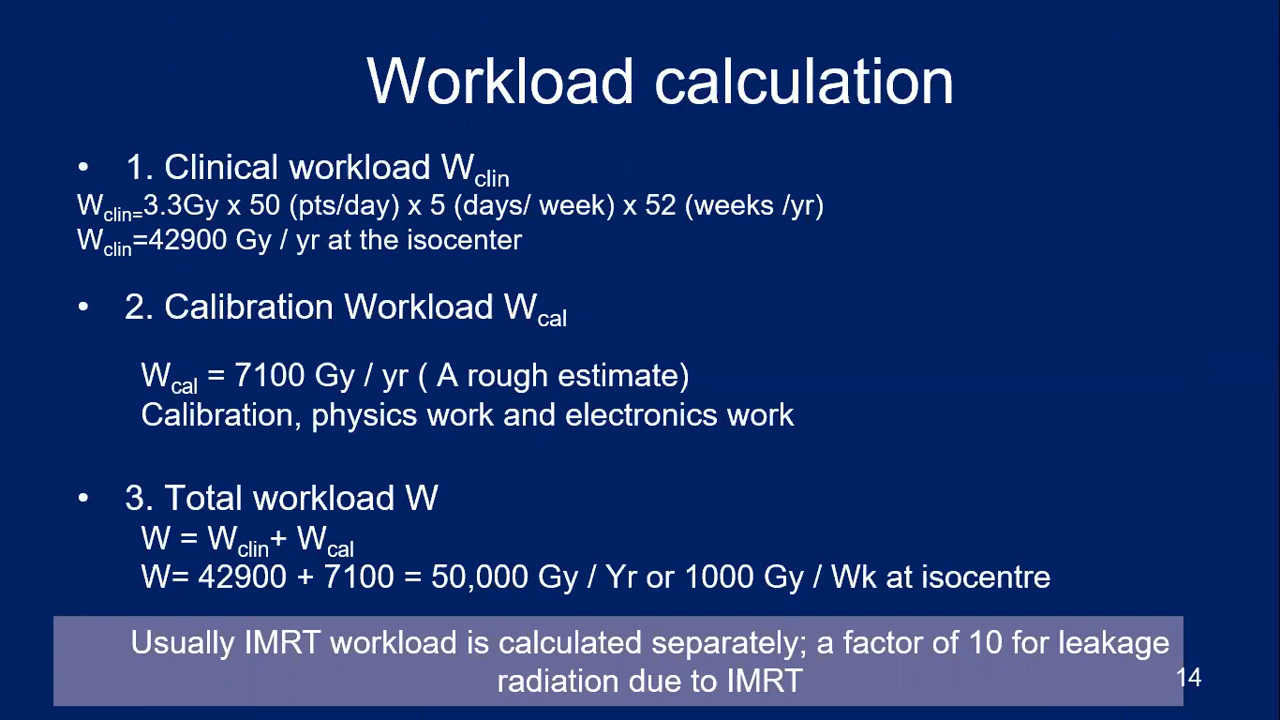 Workload calculation
• 1. Clinical workload Wclin
Wclin=3.3Gy x 50 (pts/day) x 5 (days/ week) x 52 (weeks /yr)
Wclin=42900 Gy / yr at the isocenter
• 2. Calibration Workload Wcal
Wcal = 7100 Gy / yr ( A rough estimate)
Calibration, physics work and electronics work
• 3. Total workload W
W = Wclin+ Wcal
W= 42900 + 7100 = 50,000 Gy / Yr or 1000 Gy / Wk at isocentre
Usually IMRT workload is calculated separately; a factor of 10 for leakage
radiation due to IMRT
14